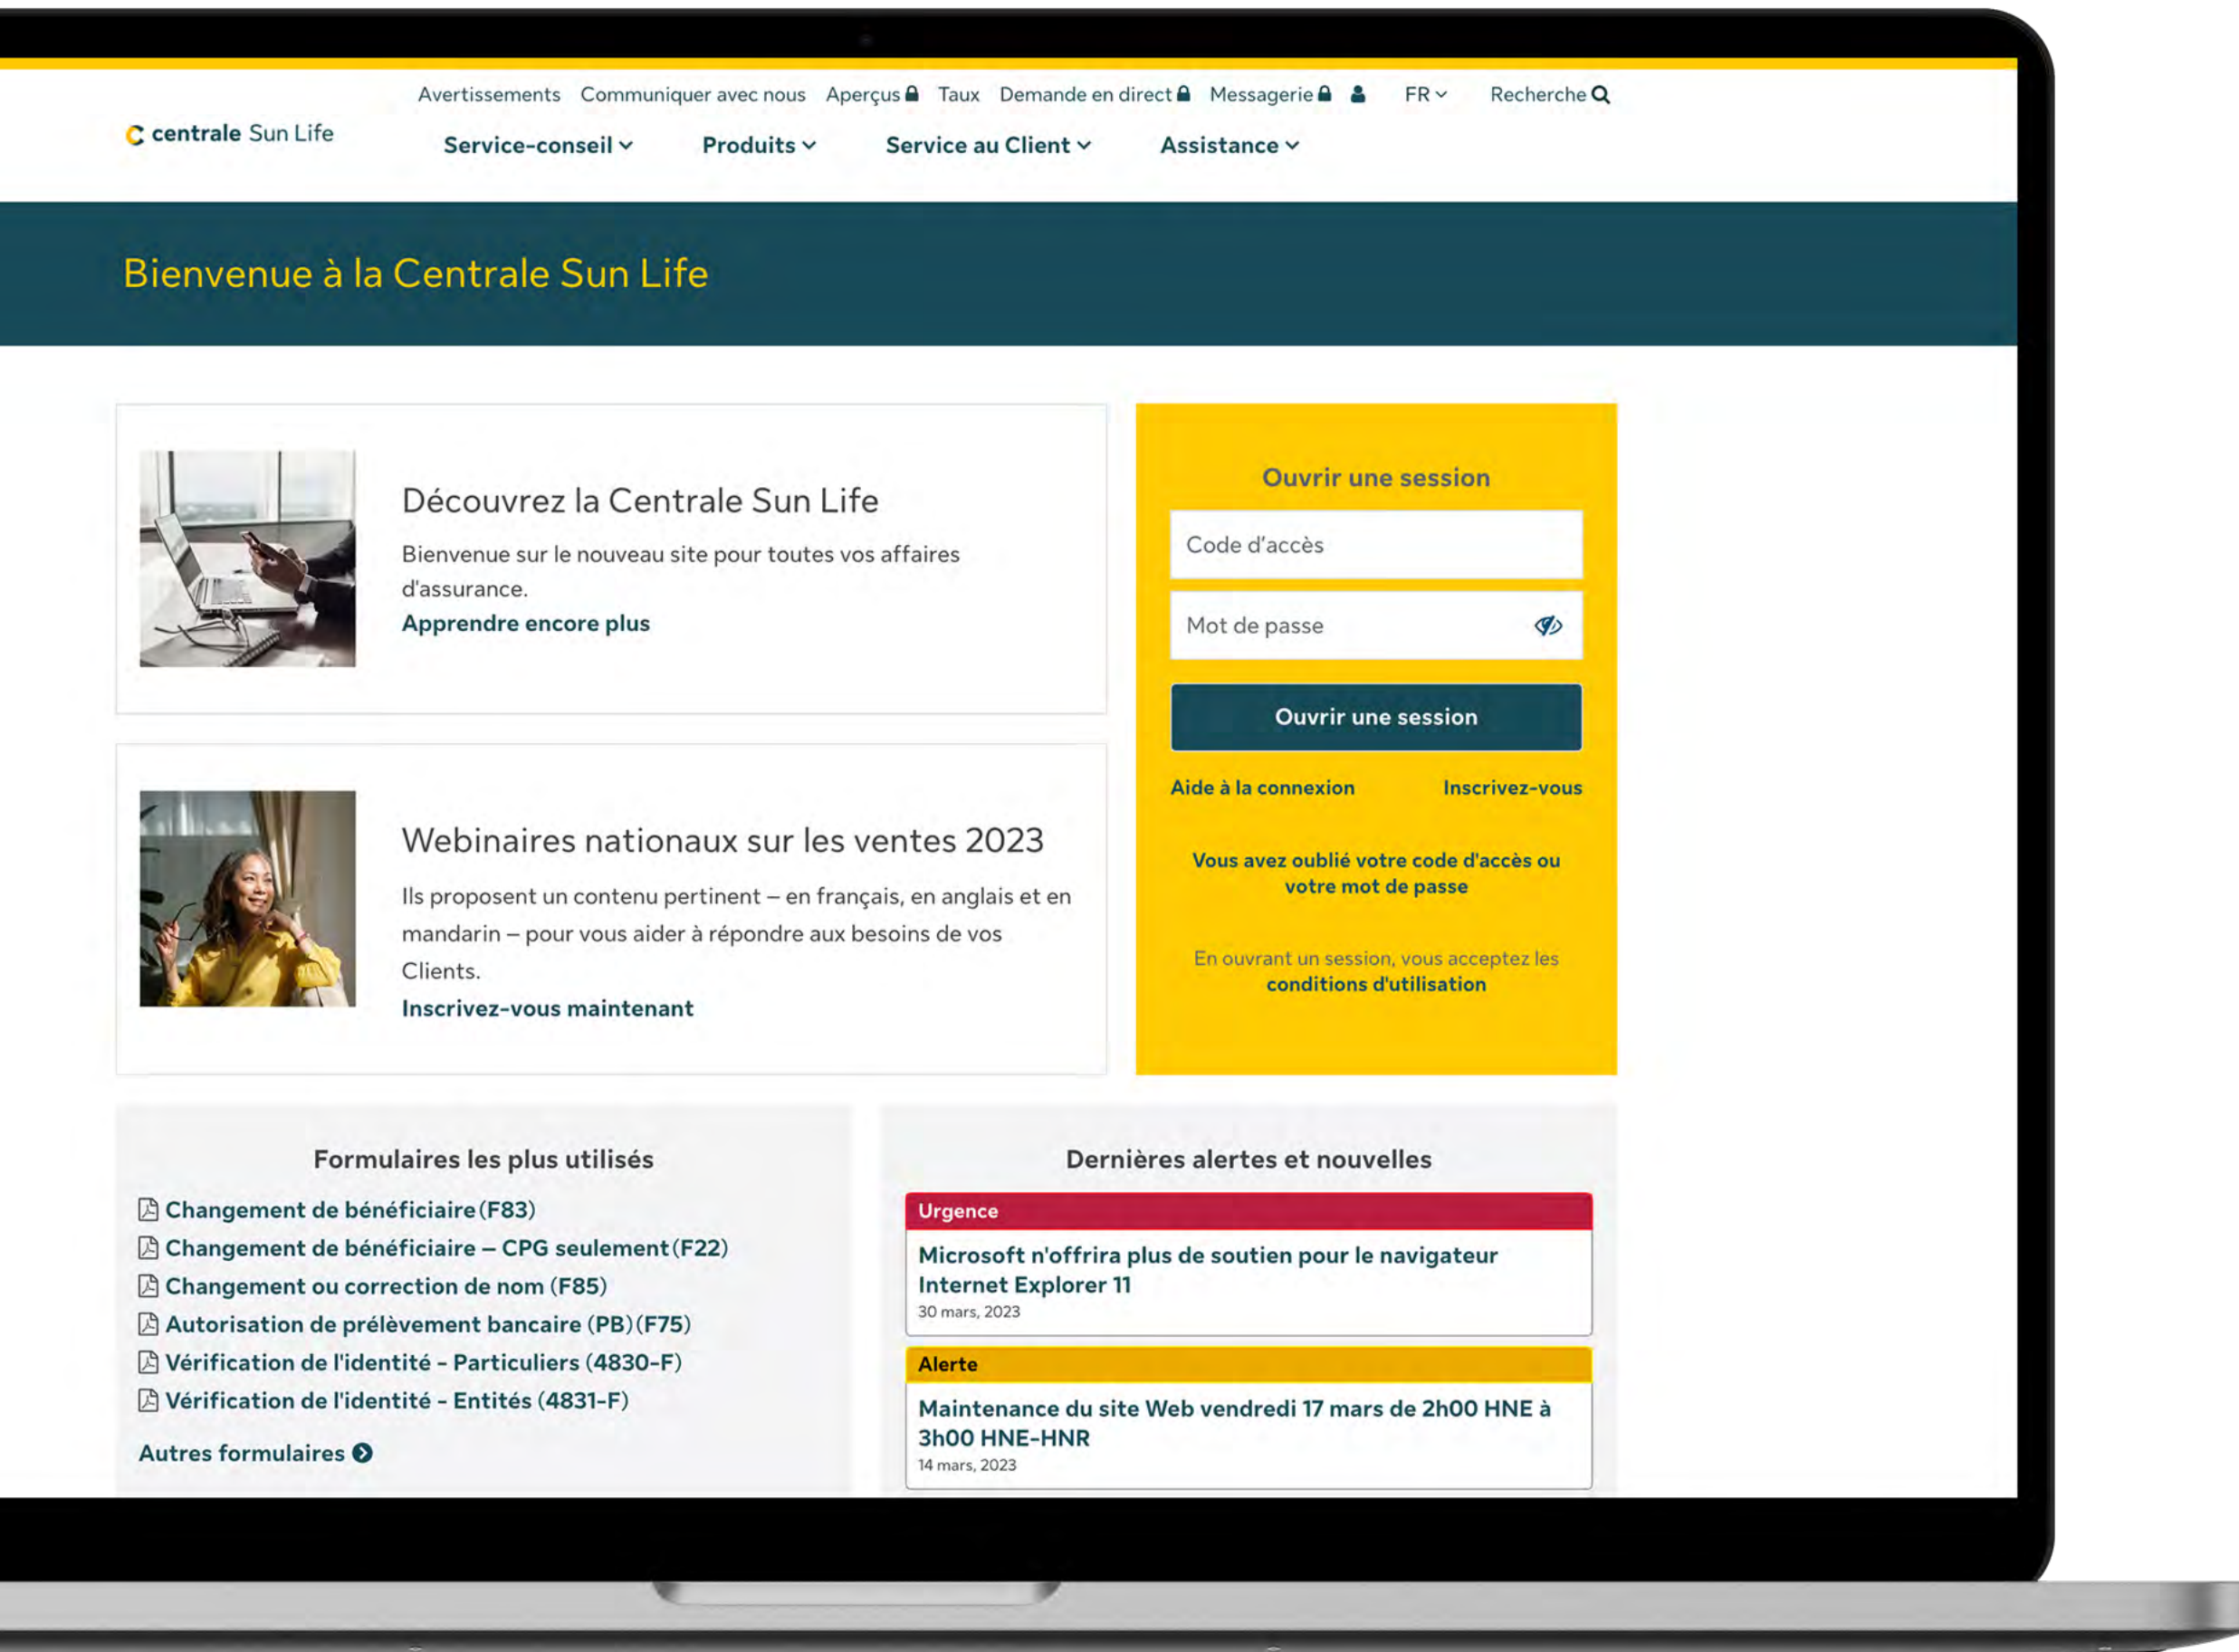 Avertissements Communiquer avec nous Aperçus Taux Demande en direct Messagerie FR Recherche
centrale Sun Life
Service-conseil Produits Service au Client Assistance
Bienvenue à la Centrale Sun Life
Découvrez la Centrale Sun Life
Bienvenue sur le nouveau site pour toutes vos affaires
d'assurance.
Apprendre encore plus
Webinaires nationaux sur les ventes 2023
Ils proposent un contenu pertinent – en français, en anglais et en
mandarin – pour vous aider à répondre aux besoins de vos
Clients.
Inscrivez-vous maintenant
Ouvrir une session
Code d'accès
Mot de passe
Ouvrir une session
Aide à la connexion Inscrivez-vous
Vous avez oublié votre code d'accès ou
votre mot de passe
En ouvrant un session, vous acceptez les
conditions d'utilisation
Formulaires les plus utilisés
Changement de bénéficiaire (F83)
Changement de bénéficiaire – CPG seulement (F22)
Changement ou correction de nom (F85)
Autorisation de prélèvement bancaire (PB) (F75)
Vérification de l'identité - Particuliers (4830-F)
Vérification de l'identité - Entités (4831-F)
Autres formulaires
Dernières alertes et nouvelles
Urgence
Microsoft n'offrira plus de soutien pour le navigateur
Internet Explorer 11
30 mars, 2023
Alerte
Maintenance du site Web vendredi 17 mars de 2h00 HNE à
3h00 HNE-HNR
14 mars, 2023